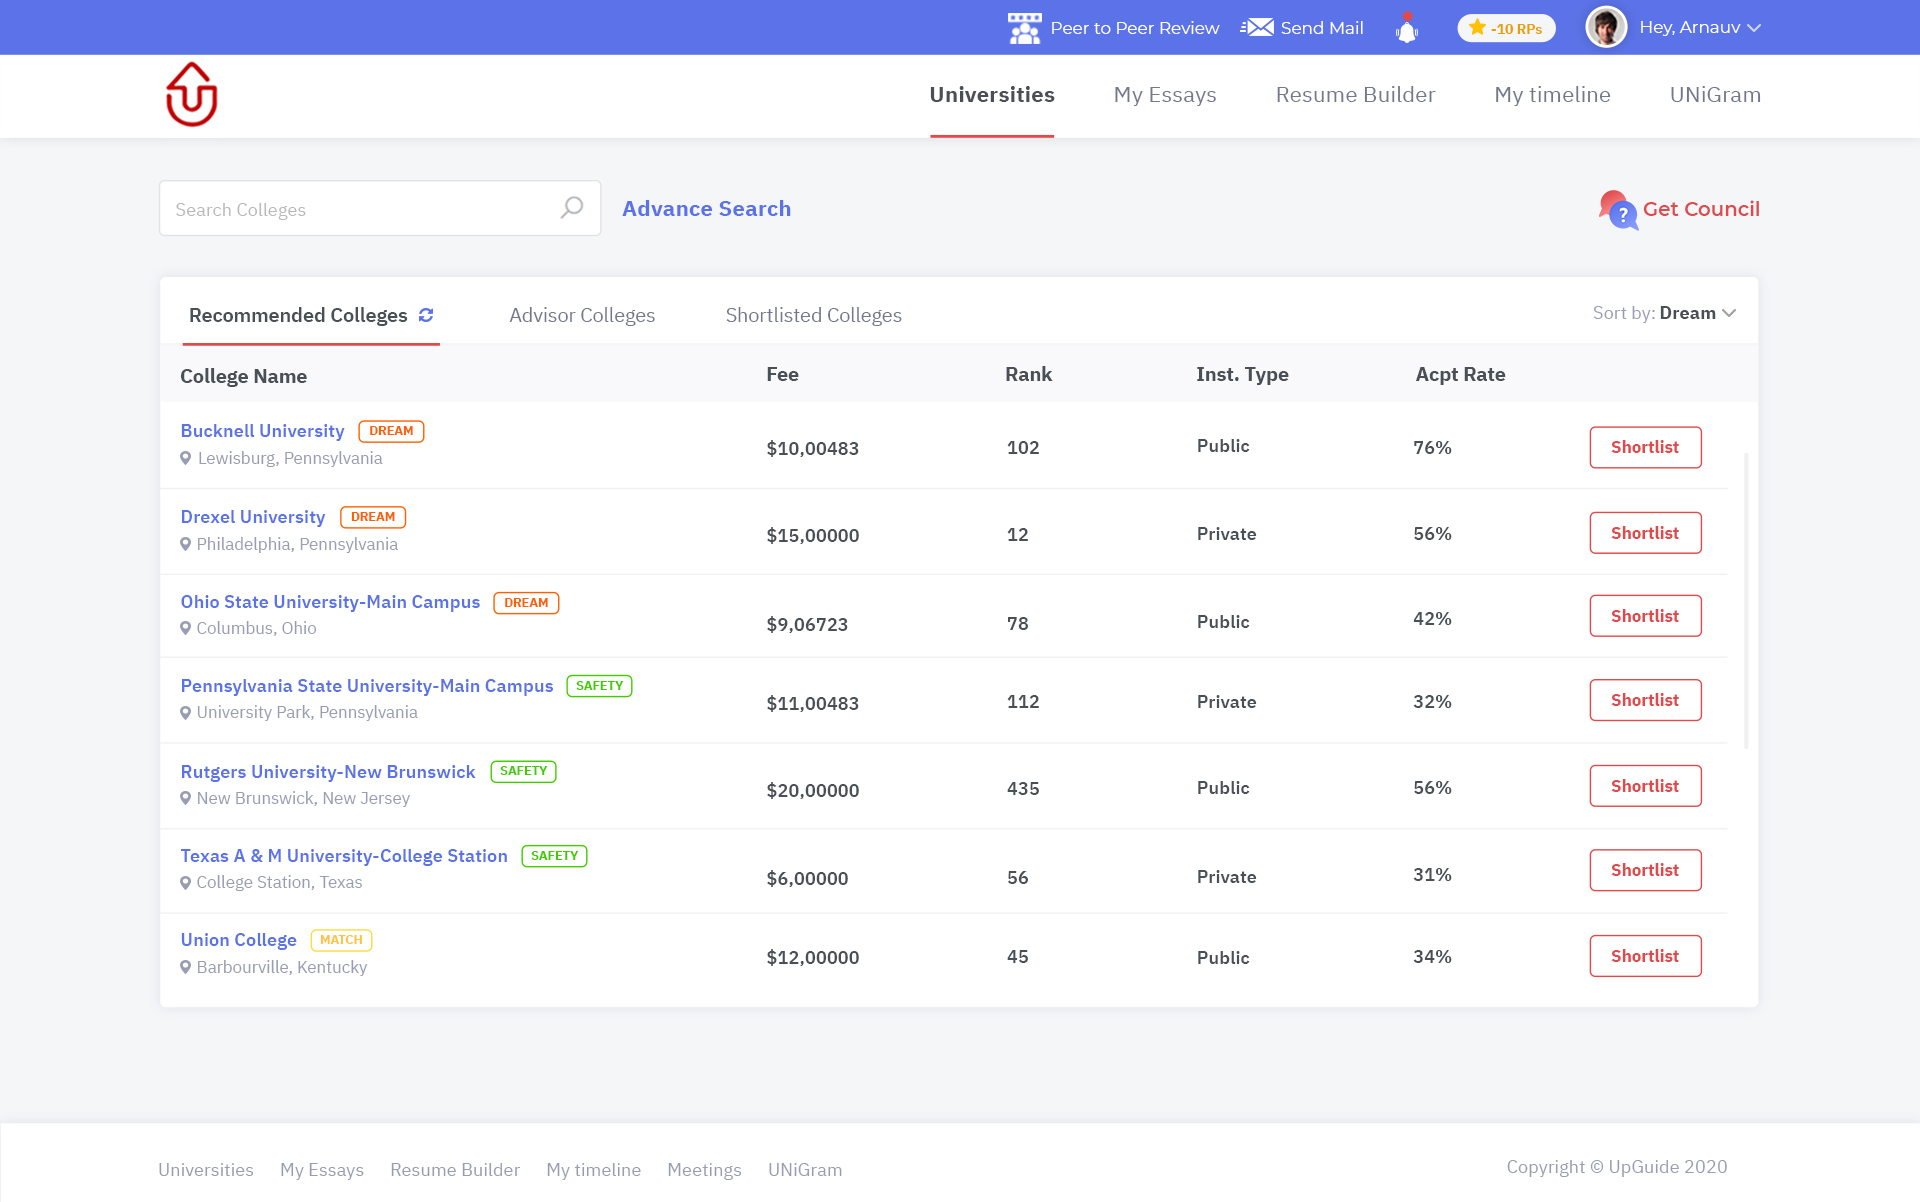 Peer to Peer Review Send Mail -10 RPs Hey, Arnauv
Universities My Essays Resume Builder My timeline UNiGram
Search Colleges Advance Search ? Get Council
Recommended Colleges Advisor Colleges Shortlisted Colleges Sort by: Dream
College Name Fee Rank Inst. Type Acpt Rate
Bucknell University DREAM
Lewisburg, Pennsylvania
$10,00483 102 Public 76% Shortlist
Drexel University DREAM
Philadelphia, Pennsylvania
$15,00000 12 Private 56% Shortlist
Ohio State University-Main Campus DREAM
Columbus, Ohio
$9,06723 78 Public 42% Shortlist
Pennsylvania State University-Main Campus SAFETY
University Park, Pennsylvania
$11,00483 112 Private 32% Shortlist
Rutgers University-New Brunswick SAFETY
New Brunswick, New Jersey
$20,00000 435 Public 56% Shortlist
Texas A & M University-College Station SAFETY
College Station, Texas
$6,00000 56 Private 31% Shortlist
Union College MATCH
Barbourville, Kentucky
$12,00000 45 Public 34% Shortlist
Universities My Essays Resume Builder My timeline Meetings UNiGram Copyright © UpGuide 2020